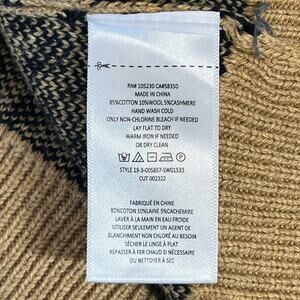 RN# 105230 CA#58350
MADE IN CHINA
85%COTTON 10%WOOL 5%CASHMERE
HAND WASH COLD
ONLY NON-CHLORINE BLEACH IF NEEDED
LAY FLAT TO DRY
WARM IRON IF NEEDED
OR DRY CLEAN
STYLE 19-3-005857-SW01533
CUT 002322
FABRIQUÉ EN CHINE
85%COTON 10%LAINE 5%CACHEMIRE
LAVER À LA MAIN EN EAU FROIDE
UTILISER SEULEMENT UN AGENT DE
BLANCHIMENT NON CHLORÉ AU BESOIN
SÉCHER LE LINGE À PLAT
REPASSER À FER CHAUD SI NÉCESSAIRE
OU NETTOYER À SEC